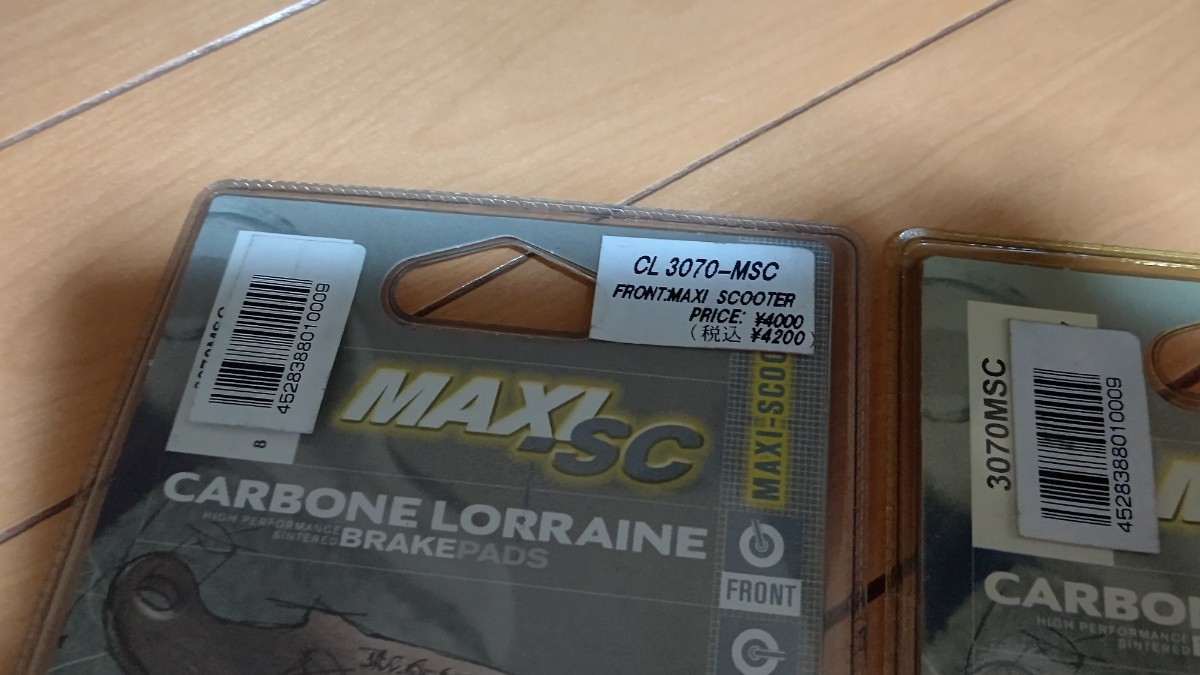 4528388010009
8
CL 3070-MSC
FRONT:MAXI SCOOTER
PRICE: ¥4000
(税込 ¥4200)
MAXI-SC
MAXI-SCOO
CARBONE LORRAINE
HIGH PERFORMANCE
SINTERED BRAKEPADS
FRONT
3070MSC
4528388010009
CARBO
HIGH PERFORMANCE
SINTERED